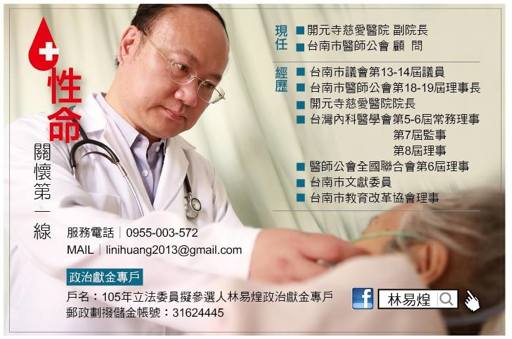 性命
關懷第一線
現任
開元寺慈愛醫院 副院長
台南市醫師公會 顧 問
經歷
台南市議會第13-14屆議員
台南市醫師公會第18-19屆理事長
開元寺慈愛醫院院長
台灣內科醫學會第5-6屆常務理事
第7屆監事
第8屆理事
醫師公會全國聯合會第6屆理事
台南市文獻委員
台南市教育改革協會理事
服務電話│0955-003-572
MAIL│linihuang2013@gmail.com
政治獻金專戶
戶名：105年立法委員擬參選人林易煌政治獻金專戶
郵政劃撥儲金帳號：31624445
f 林易煌